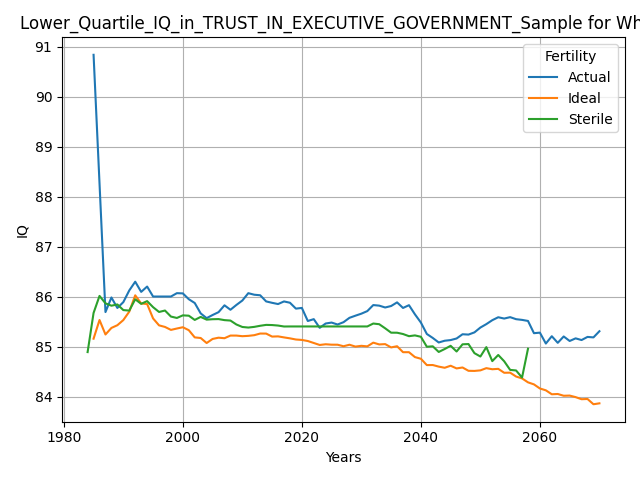 Lower_Quartile_IQ_in_TRUST_IN_EXECUTIVE_GOVERNMENT_Sample for Wh
Fertility
Actual
Ideal
Sterile
91
90
89
88
87
86
85
84
IQ
1980
2000
2020
2040
2060
Years